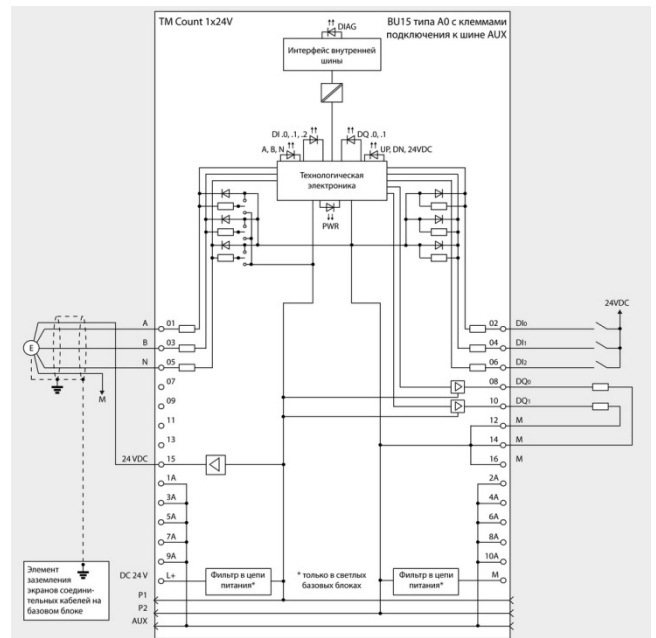 TM Count 1x24V
BU15 типа A0 с клеммами
подключения к шине AUX
DIAG
Интерфейс внутренней
шины
DI .0, .1, .2
DQ .0, .1
A, B, N
UP, DN, 24VDC
Технологическая
электроника
PWR
24VDC
A
01
02
DI0
B
03
04
DI1
E
N
05
06
DI2
07
08
DQ0
M
09
10
DQ1
11
12
M
13
14
M
24 VDC
15
16
M
1A
2A
3A
4A
5A
6A
7A
8A
9A
10A
Элемент
заземления
экранов соедини-
тельных кабелей на
базовом блоке
DC 24 V
L+
Фильтр в цепи
питания*
* только в светлых
базовых блоках
Фильтр в цепи
питания*
M
P1
P2
AUX